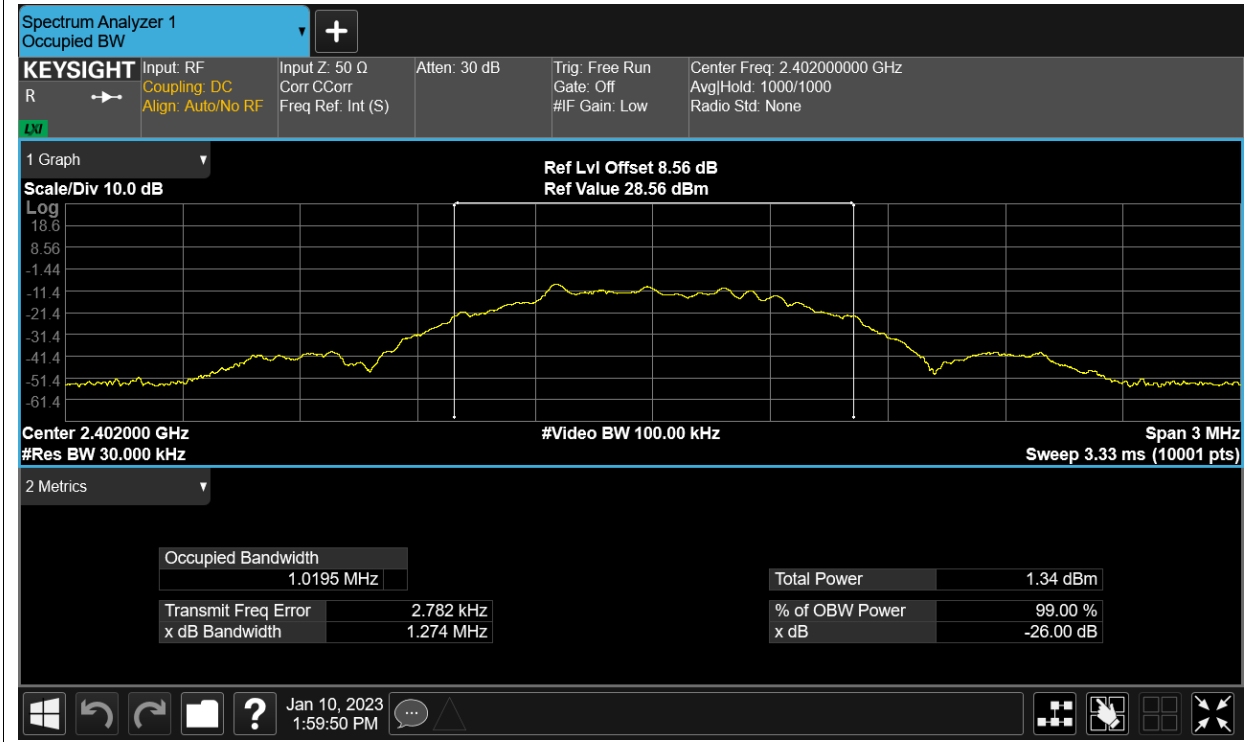 Spectrum Analyzer 1
Occupied BW
KEYSIGHT
R
LXI
Input: RF
Coupling: DC
Align: Auto/No RF
Input Z: 50 Ω
Corr CCorr
Freq Ref: Int (S)
Atten: 30 dB
Trig: Free Run
Gate: Off
#IF Gain: Low
Center Freq: 2.402000000 GHz
Avg|Hold: 1000/1000
Radio Std: None
1 Graph
Scale/Div 10.0 dB
Ref Lvl Offset 8.56 dB
Ref Value 28.56 dBm
Log
18.6
8.56
-1.44
-11.4
-21.4
-31.4
-41.4
-51.4
-61.4
Center 2.402000 GHz
#Video BW 100.00 kHz
Span 3 MHz
#Res BW 30.000 kHz
Sweep 3.33 ms (10001 pts)
2 Metrics
Occupied Bandwidth
1.0195 MHz
Total Power 1.34 dBm
Transmit Freq Error 2.782 kHz
% of OBW Power 99.00 %
x dB Bandwidth 1.274 MHz
x dB -26.00 dB
?
Jan 10, 2023
1:59:50 PM